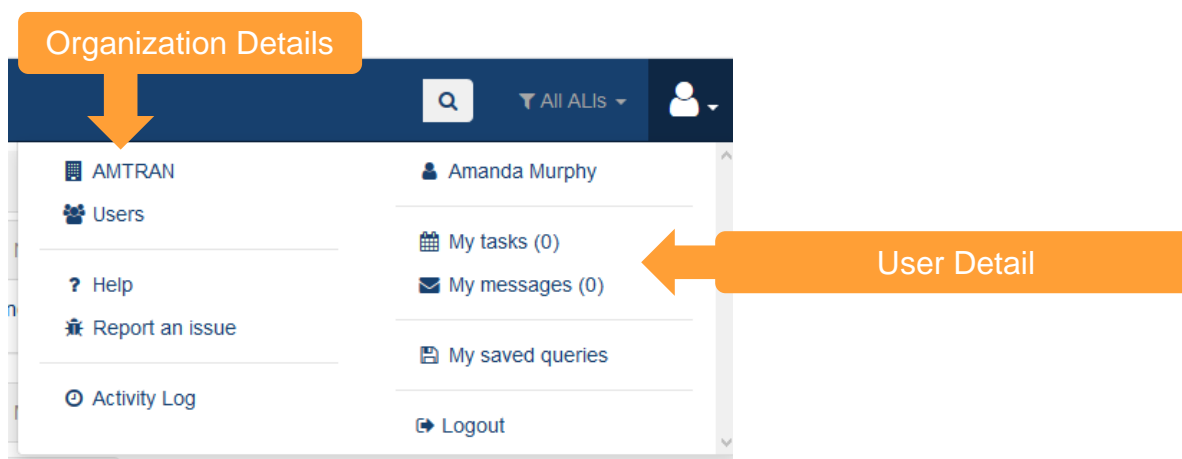 Organization Details
All ALIs
AMTRAN
Users
? Help
Report an issue
Activity Log
Amanda Murphy
My tasks (0)
My messages (0)
My saved queries
Logout
User Detail